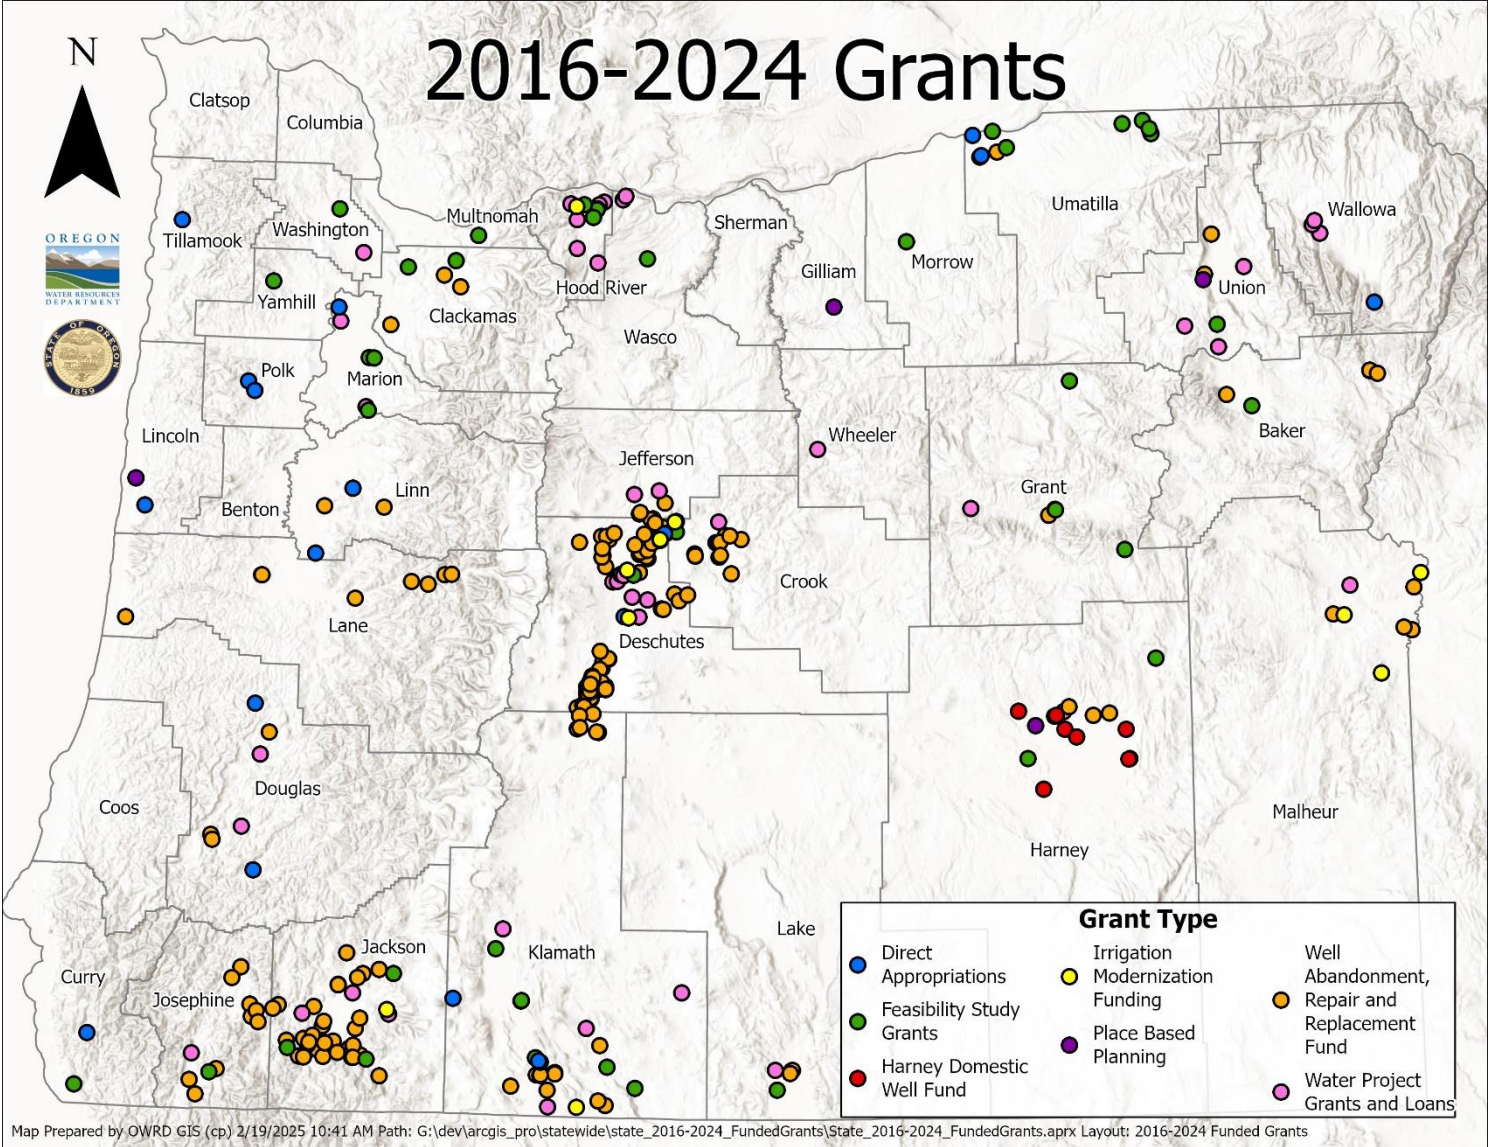 2016-2024 Grants
N
Clatsop
Columbia
Tillamook
Washington
Multnomah
Hood River
Sherman
Gilliam
Morrow
Umatilla
Wallowa
Union
OREGON
WATER RESOURCES
DEPARTMENT
STATE OF OREGON
1859
Yamhill
Clackamas
Wasco
Polk
Marion
Lincoln
Jefferson
Wheeler
Baker
Benton
Linn
Grant
Crook
Lane
Deschutes
Douglas
Coos
Malheur
Harney
Curry
Josephine
Jackson
Klamath
Lake
Grant Type
Direct
Appropriations
Feasibility Study
Grants
Harney Domestic
Well Fund
Irrigation
Modernization
Funding
Place Based
Planning
Well
Abandonment,
Repair and
Replacement
Fund
Water Project
Grants and Loans
Map Prepared by OWRD GIS (cp) 2/19/2025 10:41 AM Path: G:\dev\arcgis_pro\statewide\state_2016-2024_FundedGrants\State_2016-2024_FundedGrants.aprx Layout: 2016-2024 Funded Grants